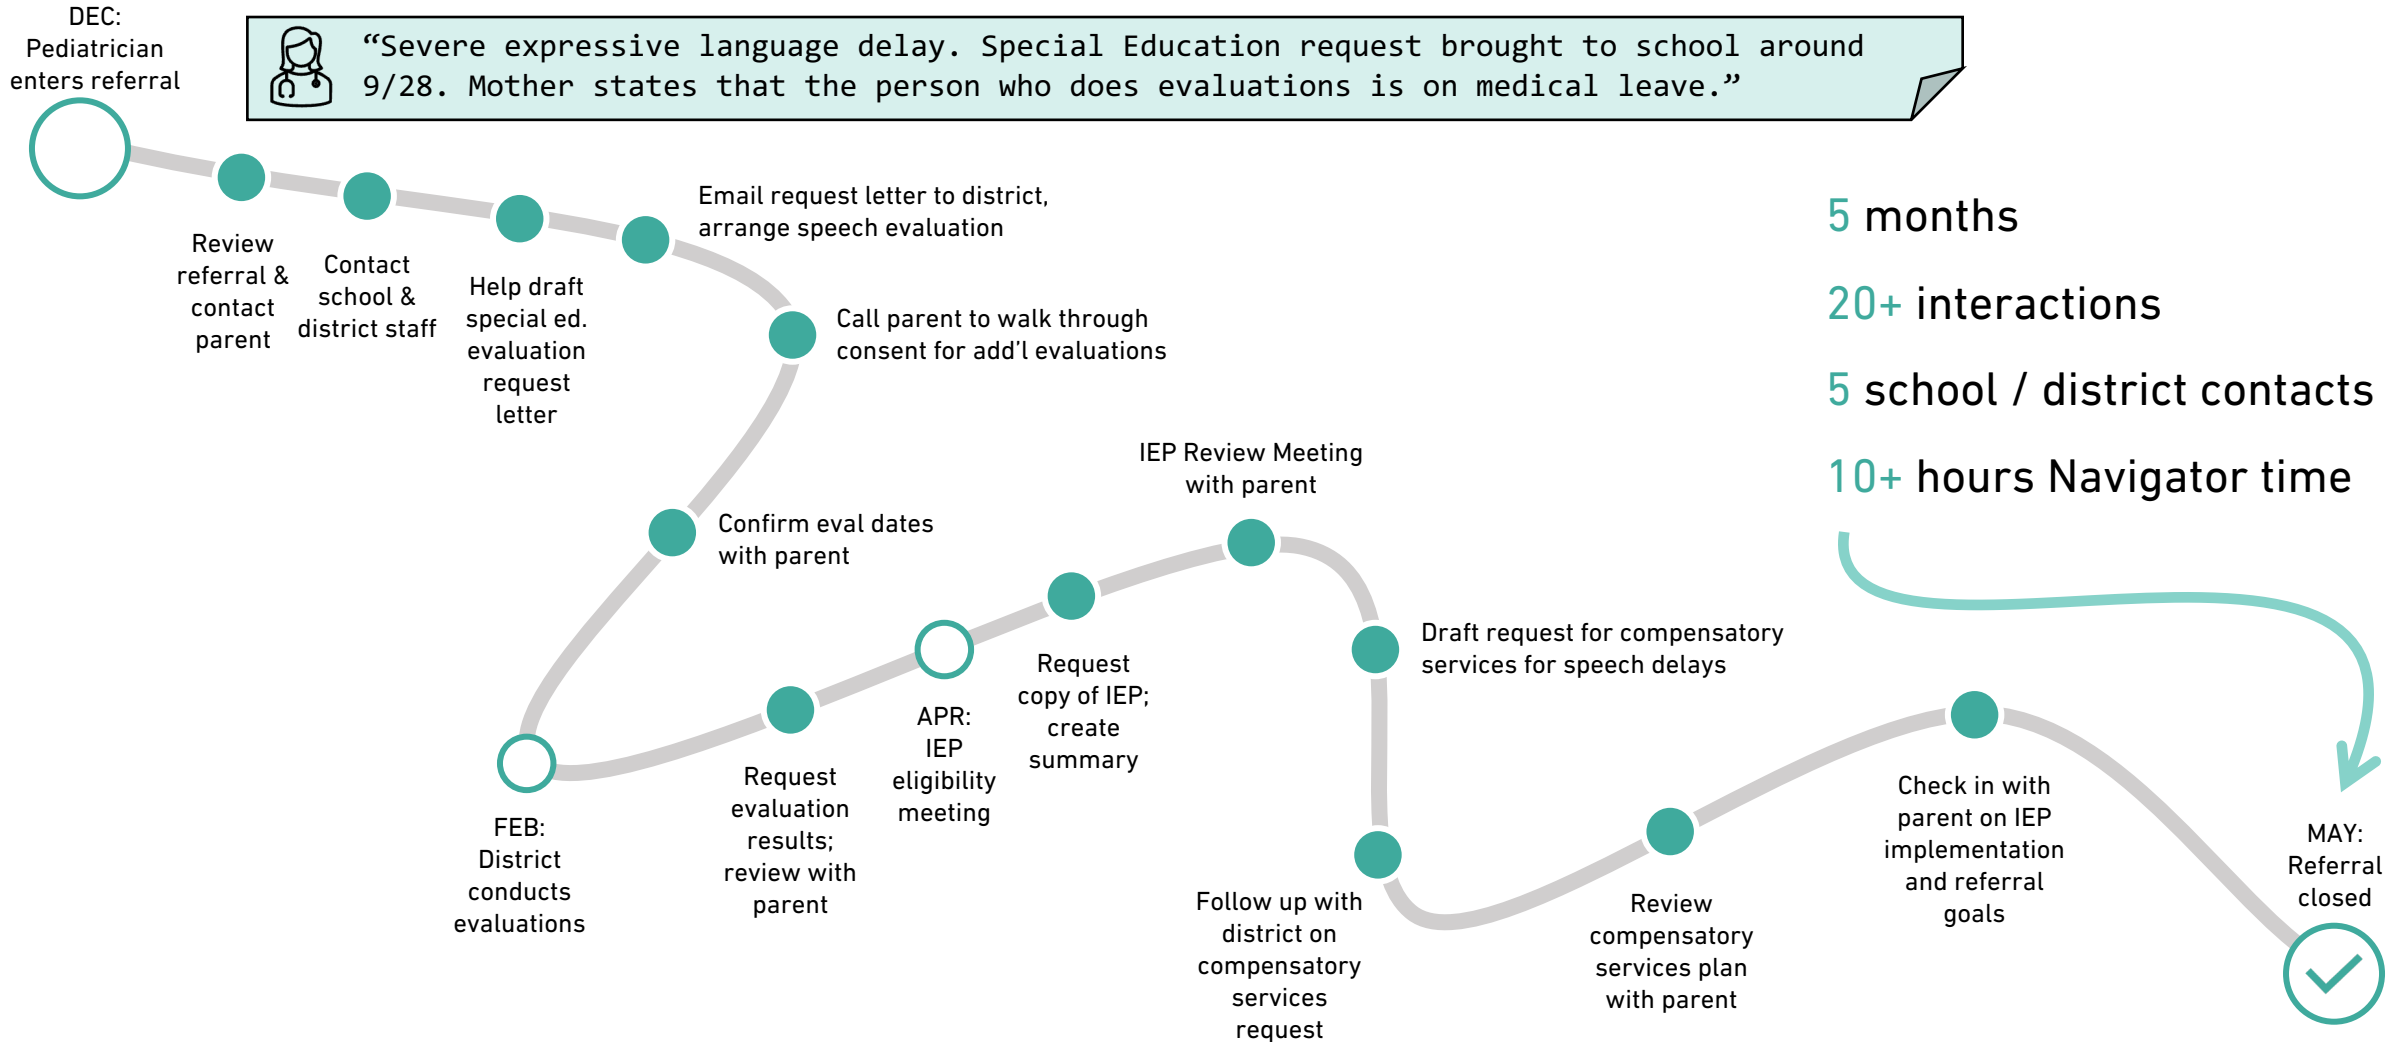 DEC:
Pediatrician
enters referral
“Severe expressive language delay. Special Education request brought to school around
9/28. Mother states that the person who does evaluations is on medical leave.”
Review
referral &
contact
parent
Contact
school &
district staff
Help draft
special ed.
evaluation
request
letter
Email request letter to district,
arrange speech evaluation
Call parent to walk through
consent for add’l evaluations
Confirm eval dates
with parent
FEB:
District
conducts
evaluations
Request
evaluation
results;
review with
parent
APR:
IEP
eligibility
meeting
Request
copy of IEP;
create
summary
IEP Review Meeting
with parent
Draft request for compensatory
services for speech delays
Follow up with
district on
compensatory
services
request
Review
compensatory
services plan
with parent
Check in with
parent on IEP
implementation
and referral
goals
MAY:
Referral
closed
5 months
20+ interactions
5 school / district contacts
10+ hours Navigator time